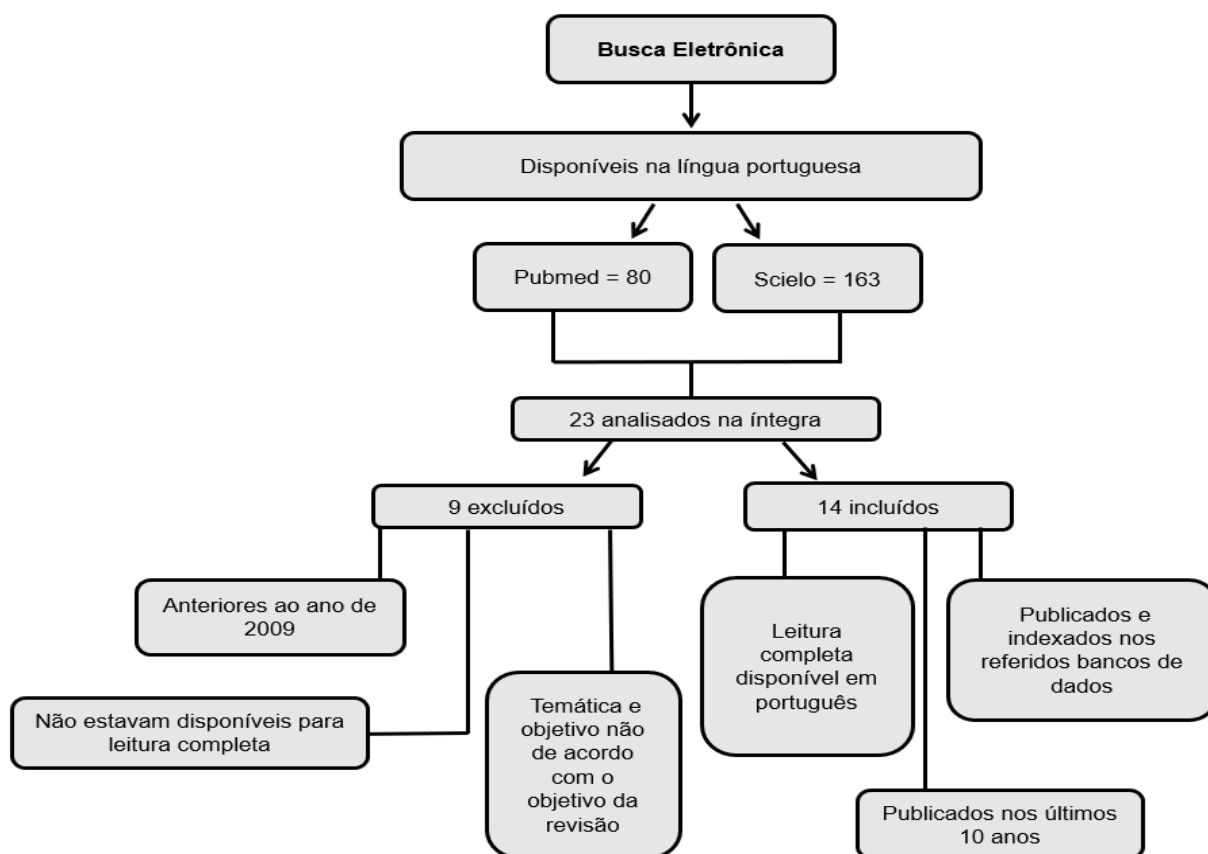 Busca Eletrônica
Disponíveis na língua portuguesa
Pubmed = 80
Scielo = 163
23 analisados na íntegra
9 excluídos
14 incluídos
Anteriores ao ano de
2009
Não estavam disponíveis para
leitura completa
Temática e
objetivo não
de acordo
com o
objetivo da
revisão
Leitura
completa
disponível em
português
Publicados e
indexados nos
referidos bancos de
dados
Publicados nos últimos
10 anos